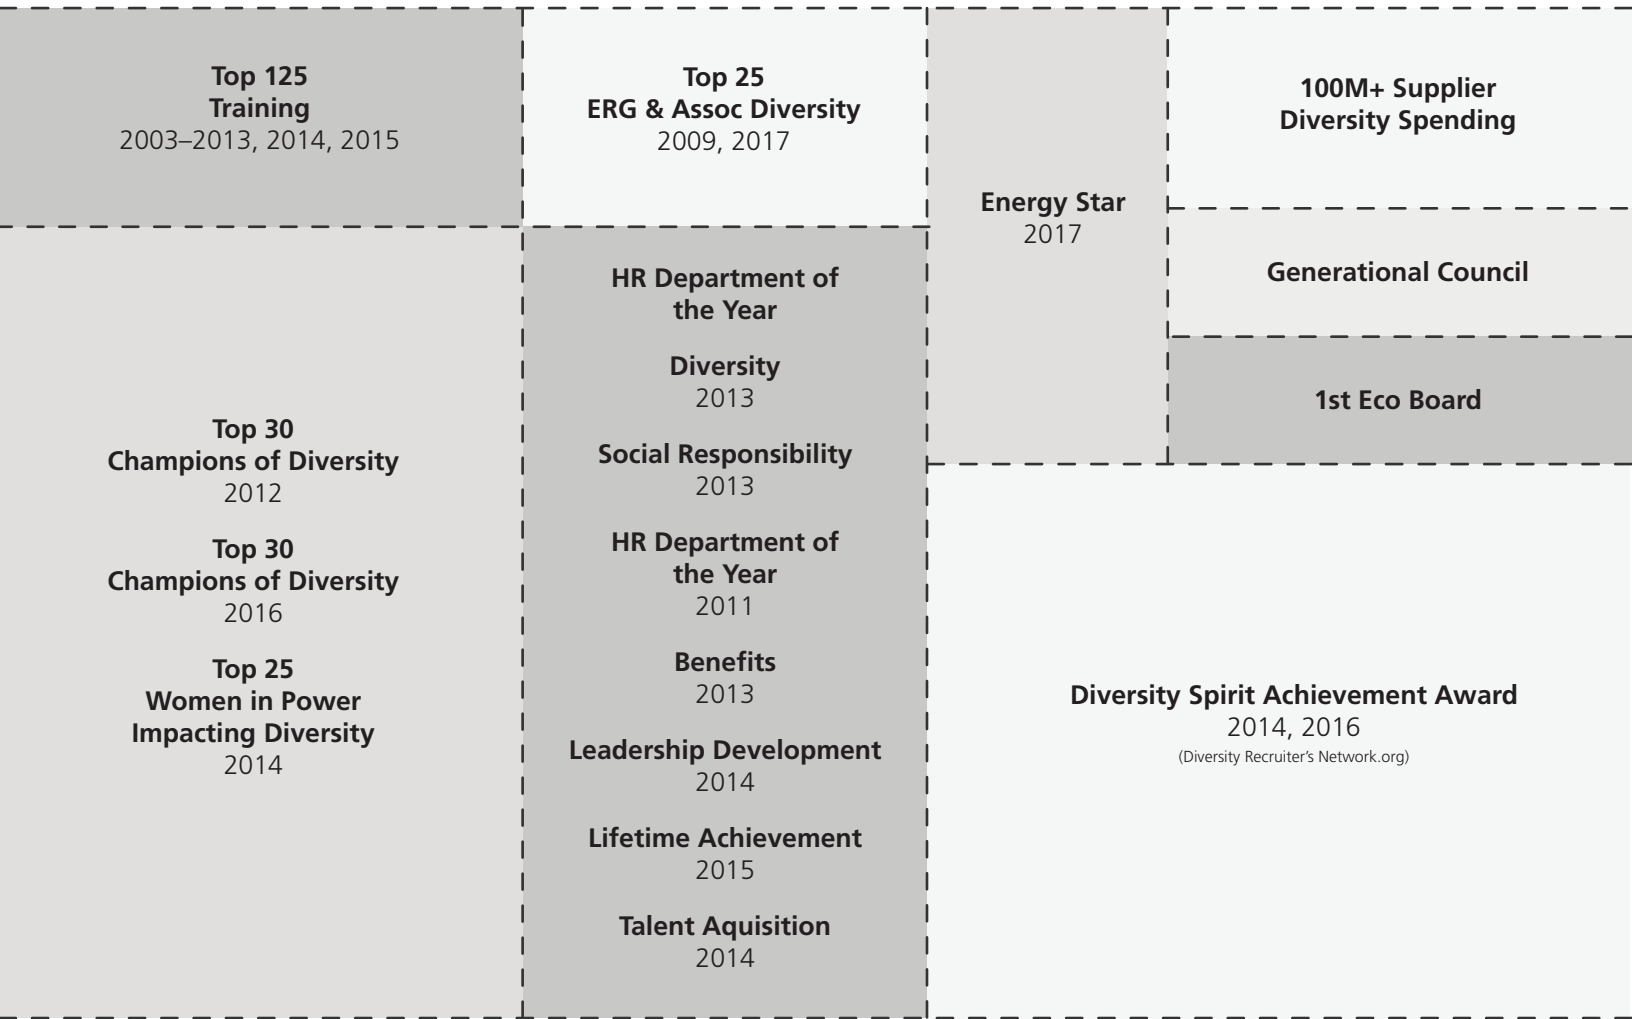 Top 125
Training
2003–2013, 2014, 2015
Top 25
ERG & Assoc Diversity
2009, 2017
Energy Star
2017
100M+ Supplier
Diversity Spending
Generational Council
1st Eco Board
Top 30
Champions of Diversity
2012
Top 30
Champions of Diversity
2016
Top 25
Women in Power
Impacting Diversity
2014
HR Department of
the Year
Diversity
2013
Social Responsibility
2013
HR Department of
the Year
2011
Benefits
2013
Leadership Development
2014
Lifetime Achievement
2015
Talent Aquisition
2014
Diversity Spirit Achievement Award
2014, 2016
(Diversity Recruiter’s Network.org)